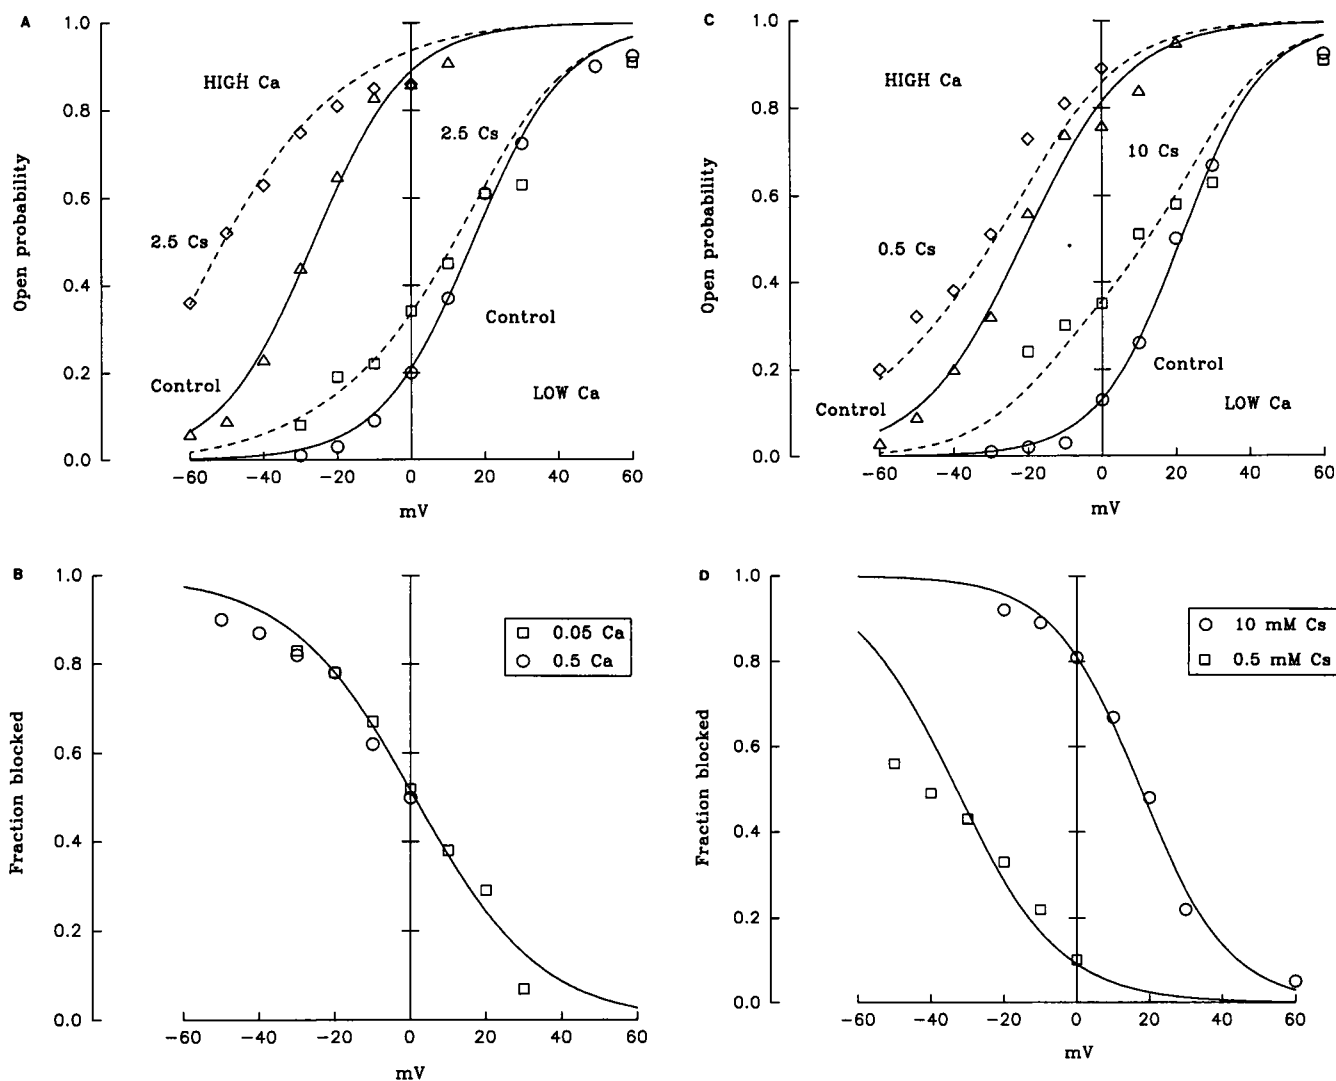 A
1.0
0.8
0.6
0.4
0.2
0.0
Open probability
HIGH Ca
2.5 Cs
2.5 Cs
Control
Control
LOW Ca
−60 −40 −20 0 20 40 60
mV
C
1.0
0.8
0.6
0.4
0.2
0.0
Open probability
HIGH Ca
10 Cs
0.5 Cs
Control
Control
LOW Ca
−60 −40 −20 0 20 40 60
mV
B
1.0
0.8
0.6
0.4
0.2
0.0
Fraction blocked
0.05 Ca
0.5 Ca
−60 −40 −20 0 20 40 60
mV
D
1.0
0.8
0.6
0.4
0.2
0.0
Fraction blocked
10 mM Cs
0.5 mM Cs
−60 −40 −20 0 20 40 60
mV